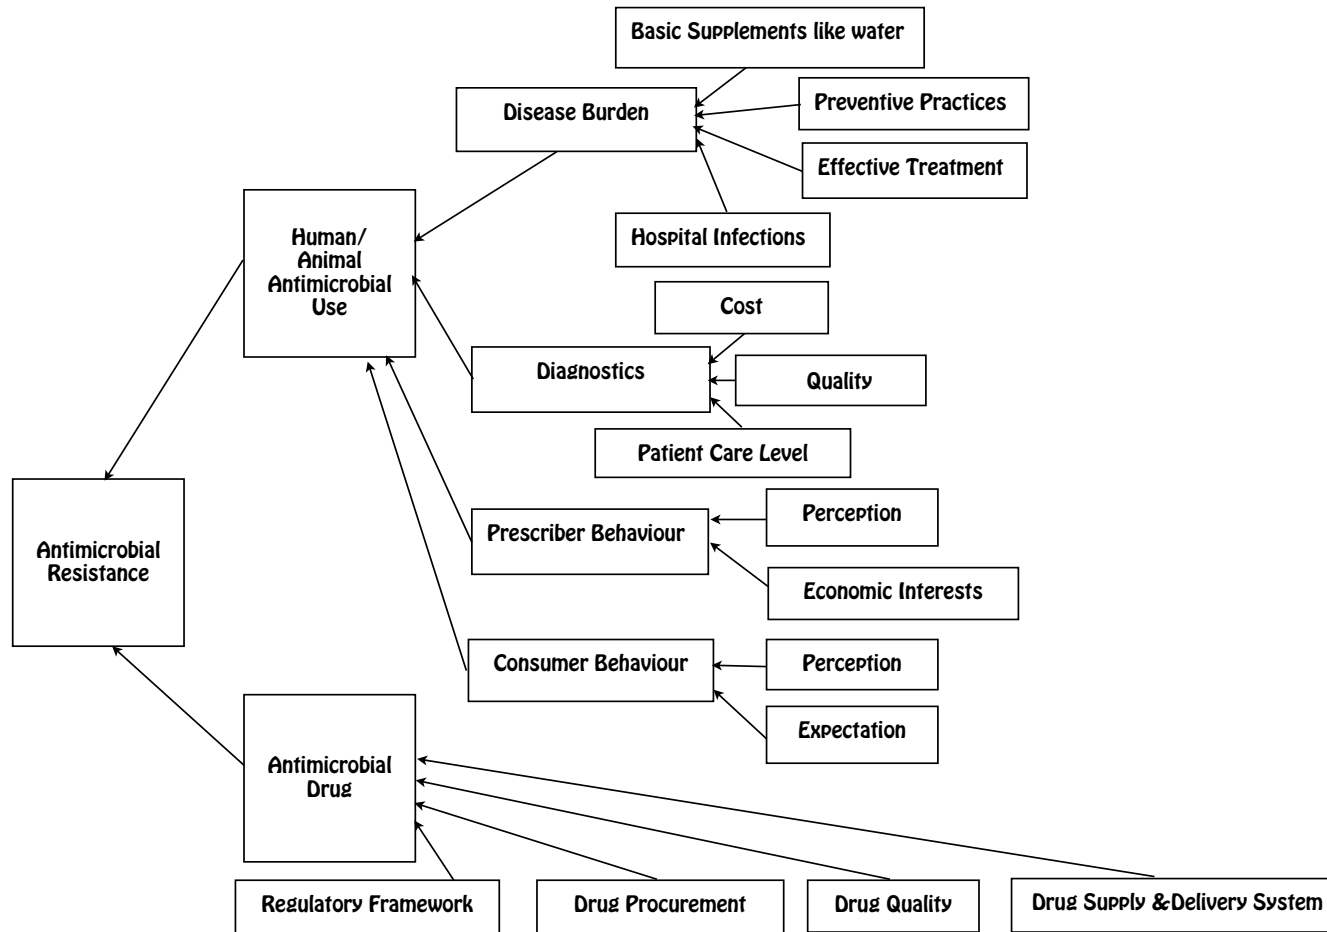 Basic Supplements like water
Disease Burden
Preventive Practices
Effective Treatment
Hospital Infections
Human/
Animal
Antimicrobial
Use
Cost
Diagnostics
Quality
Patient Care Level
Prescriber Behaviour
Perception
Economic Interests
Antimicrobial
Resistance
Consumer Behaviour
Perception
Expectation
Antimicrobial
Drug
Regulatory Framework
Drug Procurement
Drug Quality
Drug Supply &Delivery System